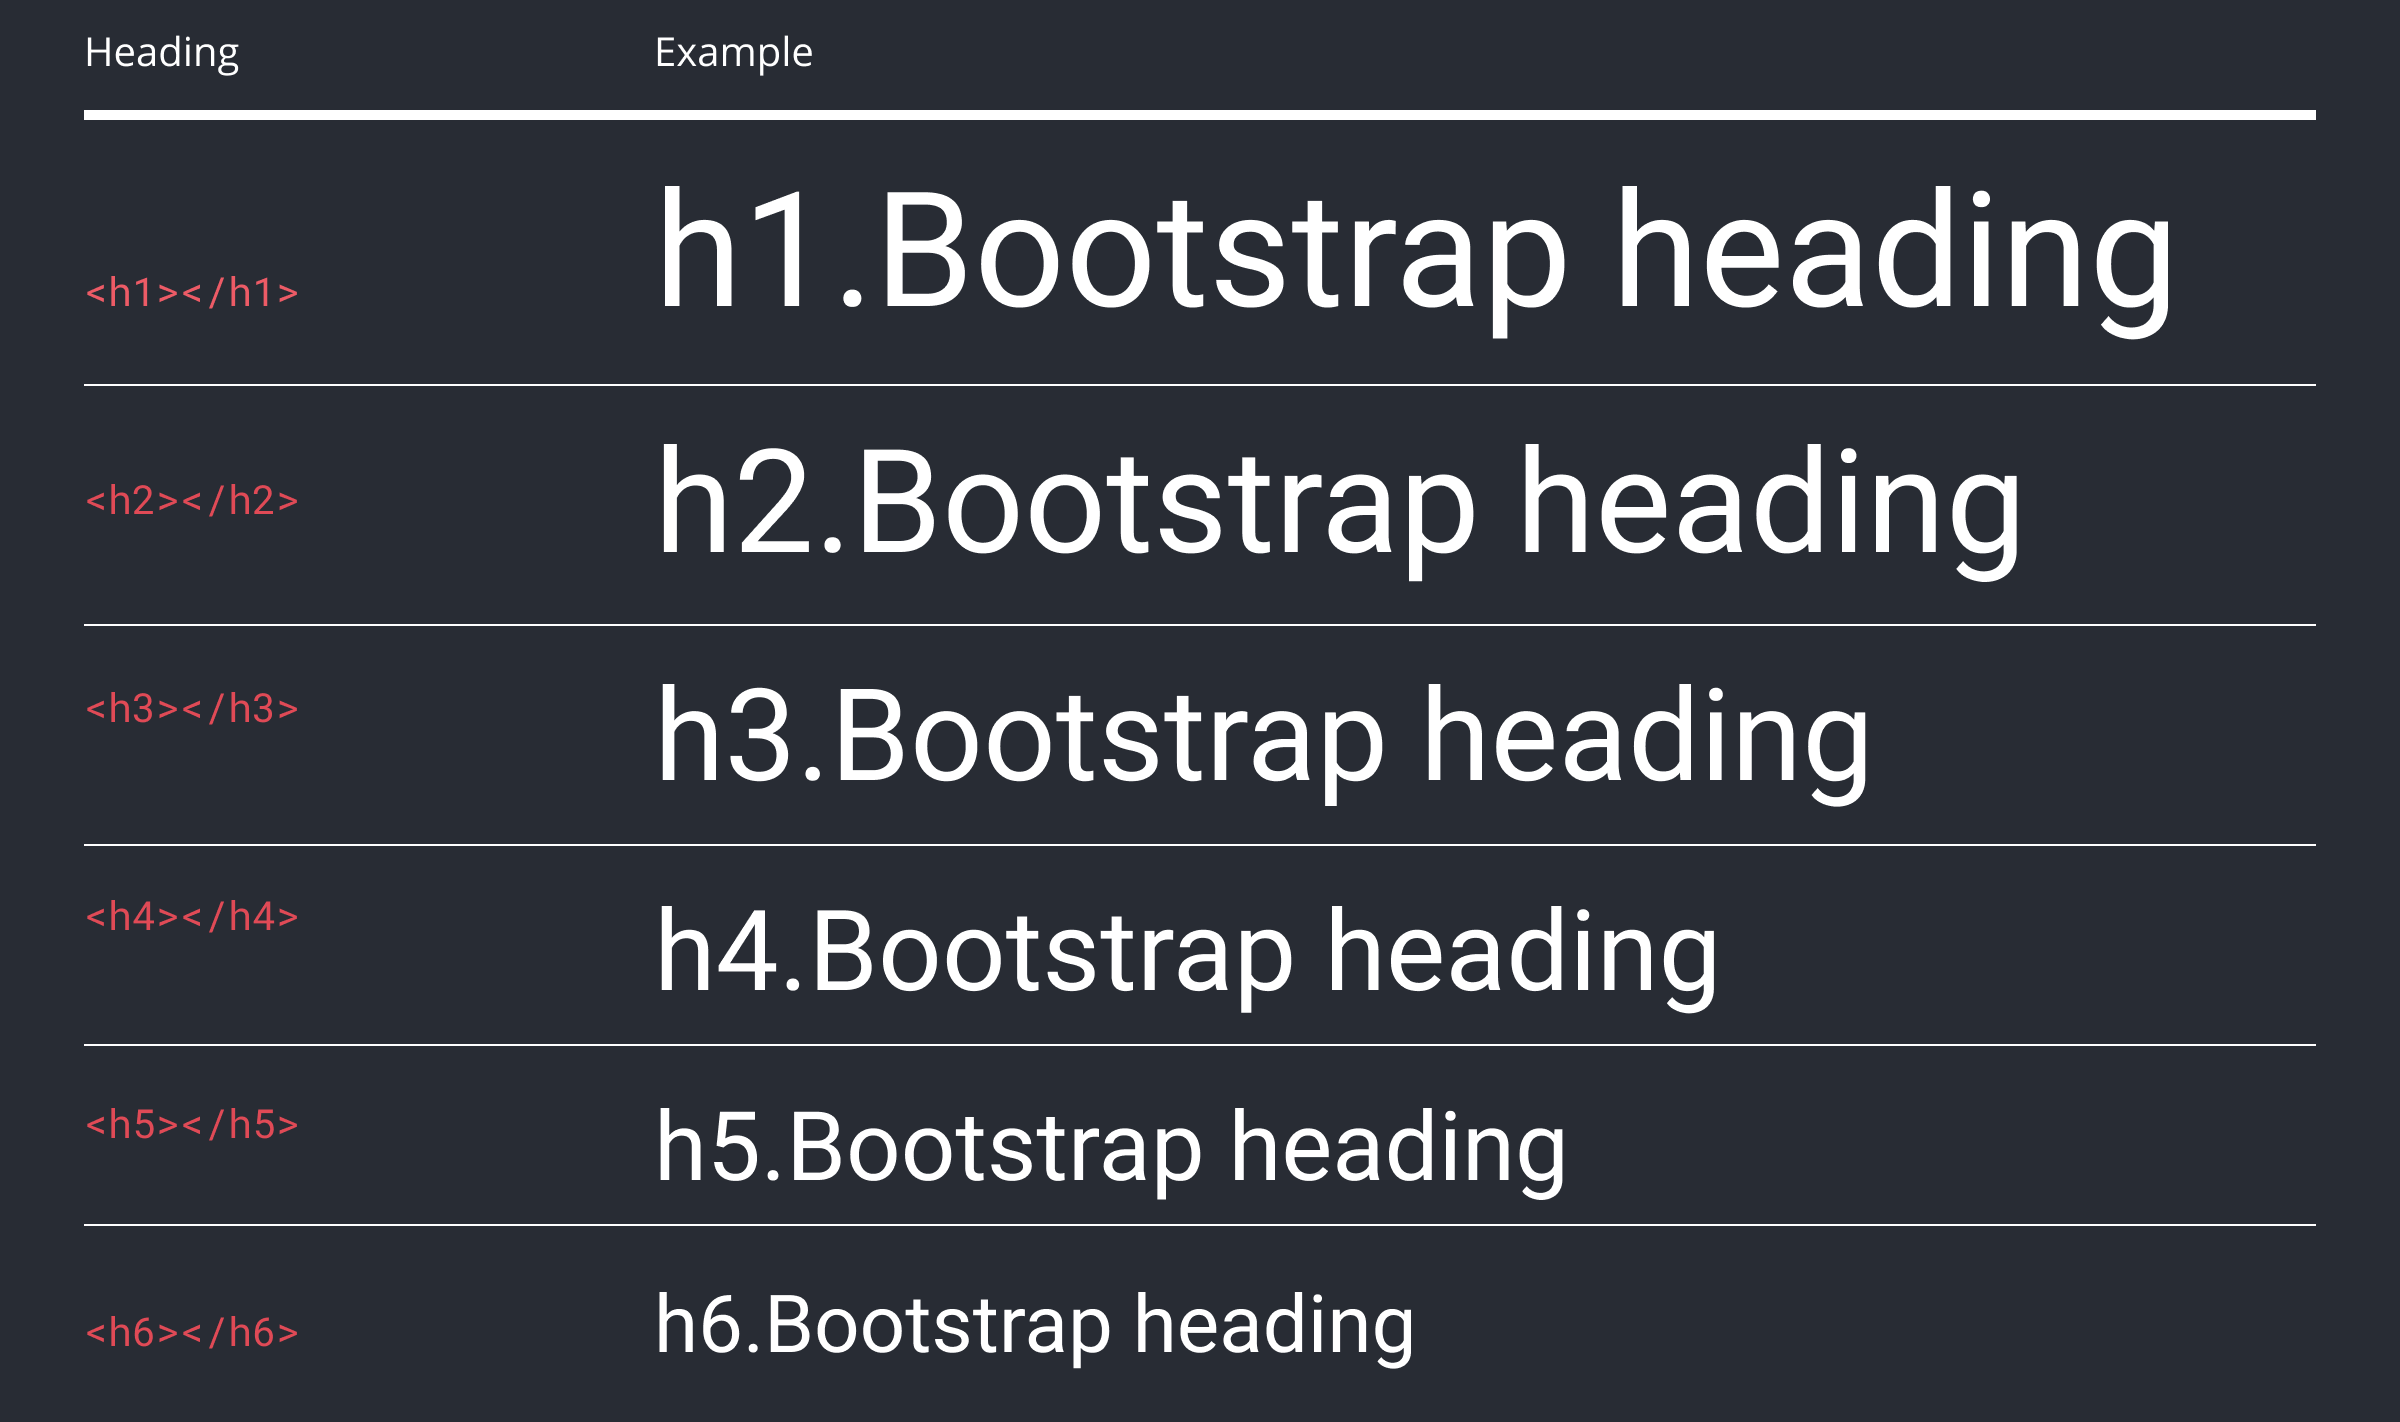 Heading Example
<h1></h1> h1.Bootstrap heading
<h2></h2> h2.Bootstrap heading
<h3></h3> h3.Bootstrap heading
<h4></h4> h4.Bootstrap heading
<h5></h5> h5.Bootstrap heading
<h6></h6> h6.Bootstrap heading